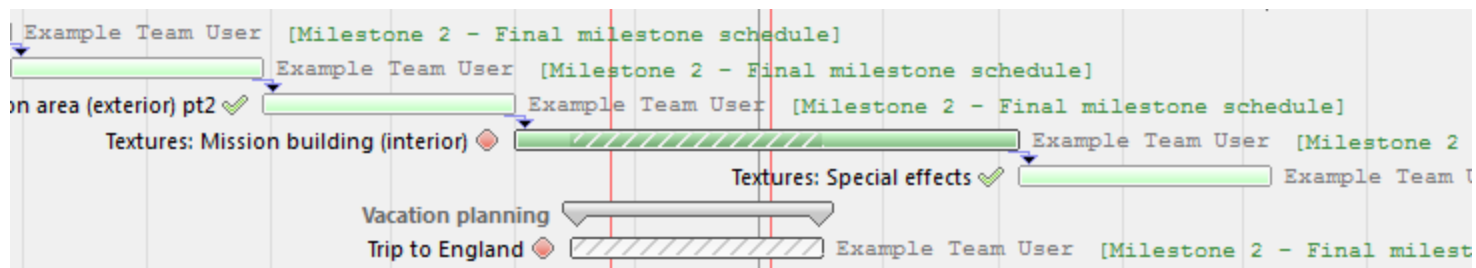 Example Team User [Milestone 2 - Final milestone schedule]
Example Team User [Milestone 2 - Final milestone schedule]
on area (exterior) pt2 Example Team User [Milestone 2 - Final milestone schedule]
Textures: Mission building (interior) Example Team User [Milestone 2
Textures: Special effects Example Team
Vacation planning
Trip to England Example Team User [Milestone 2 - Final milest